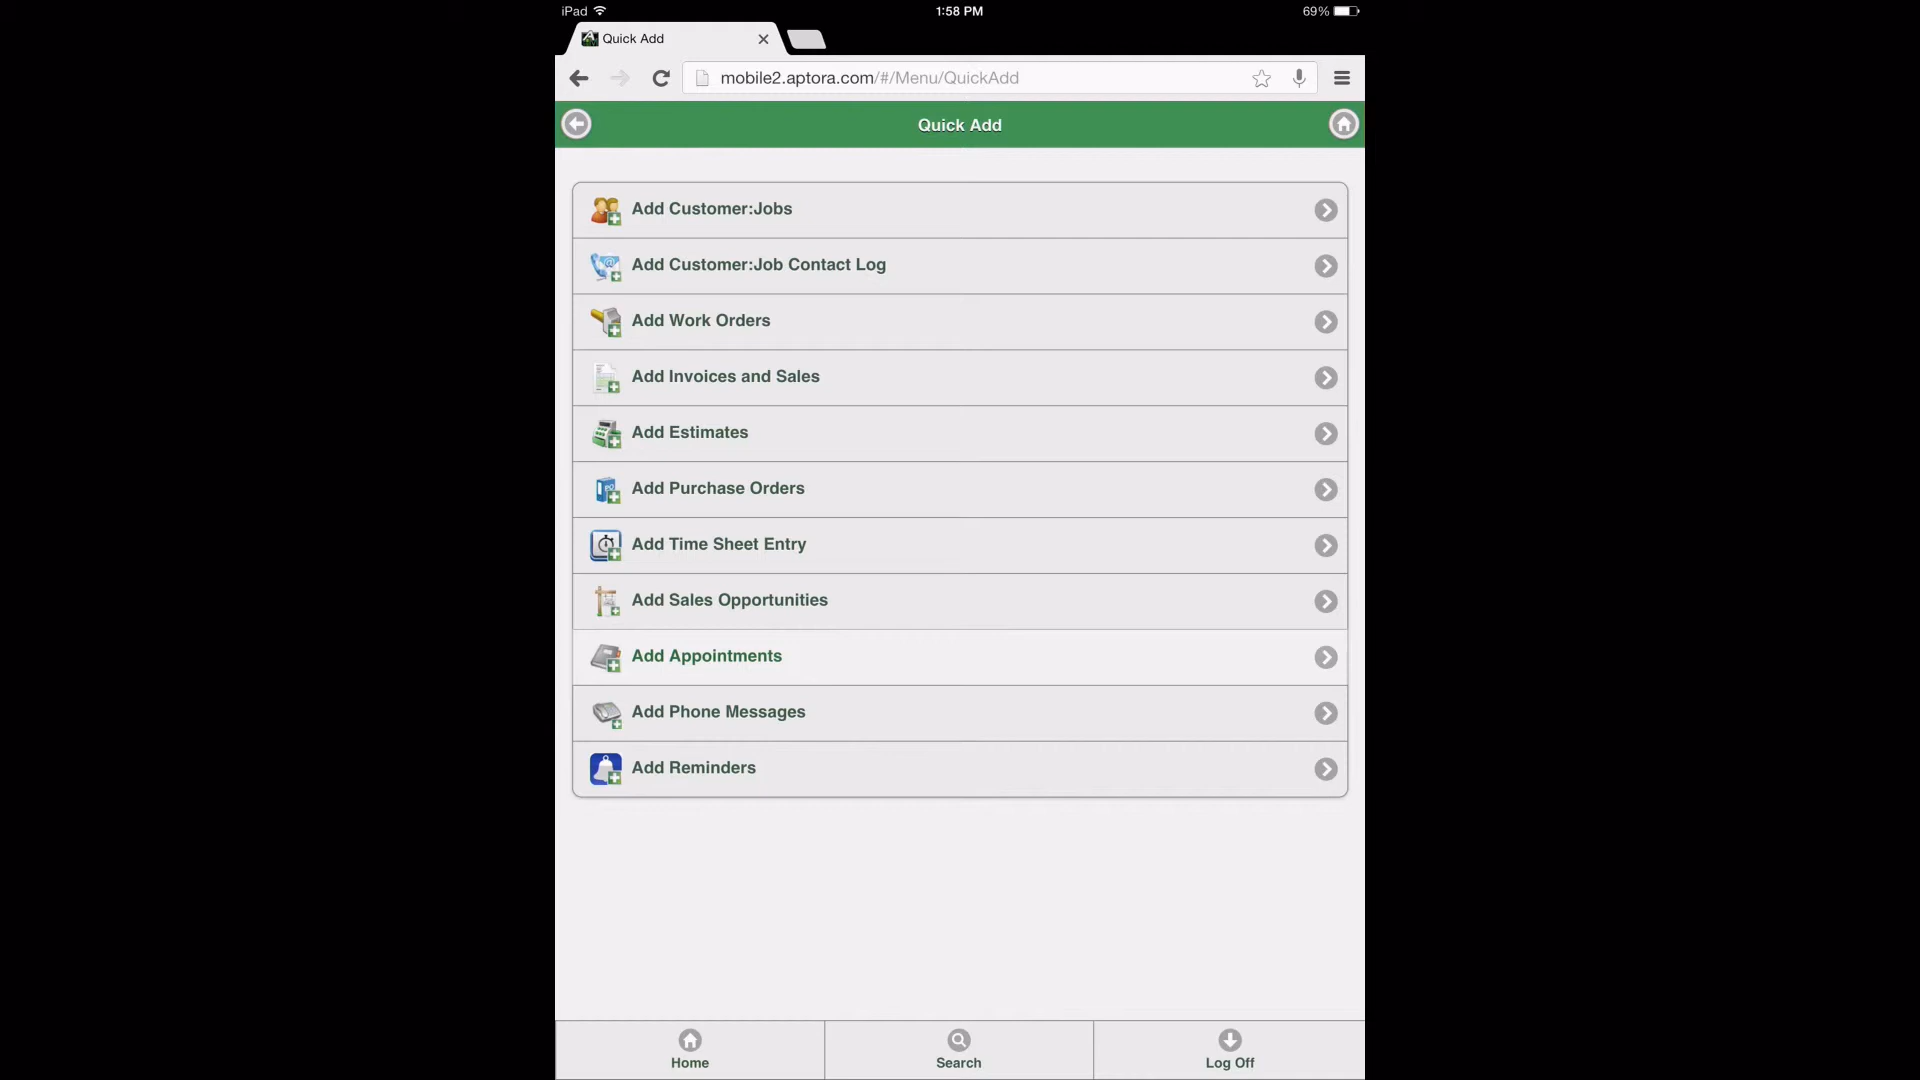 iPad 1:58 PM 69%
Quick Add
mobile2.aptora.com/#/Menu/QuickAdd
Quick Add
Add Customer:Jobs
Add Customer:Job Contact Log
Add Work Orders
Add Invoices and Sales
Add Estimates
Add Purchase Orders
Add Time Sheet Entry
Add Sales Opportunities
Add Appointments
Add Phone Messages
Add Reminders
Home Search Log Off